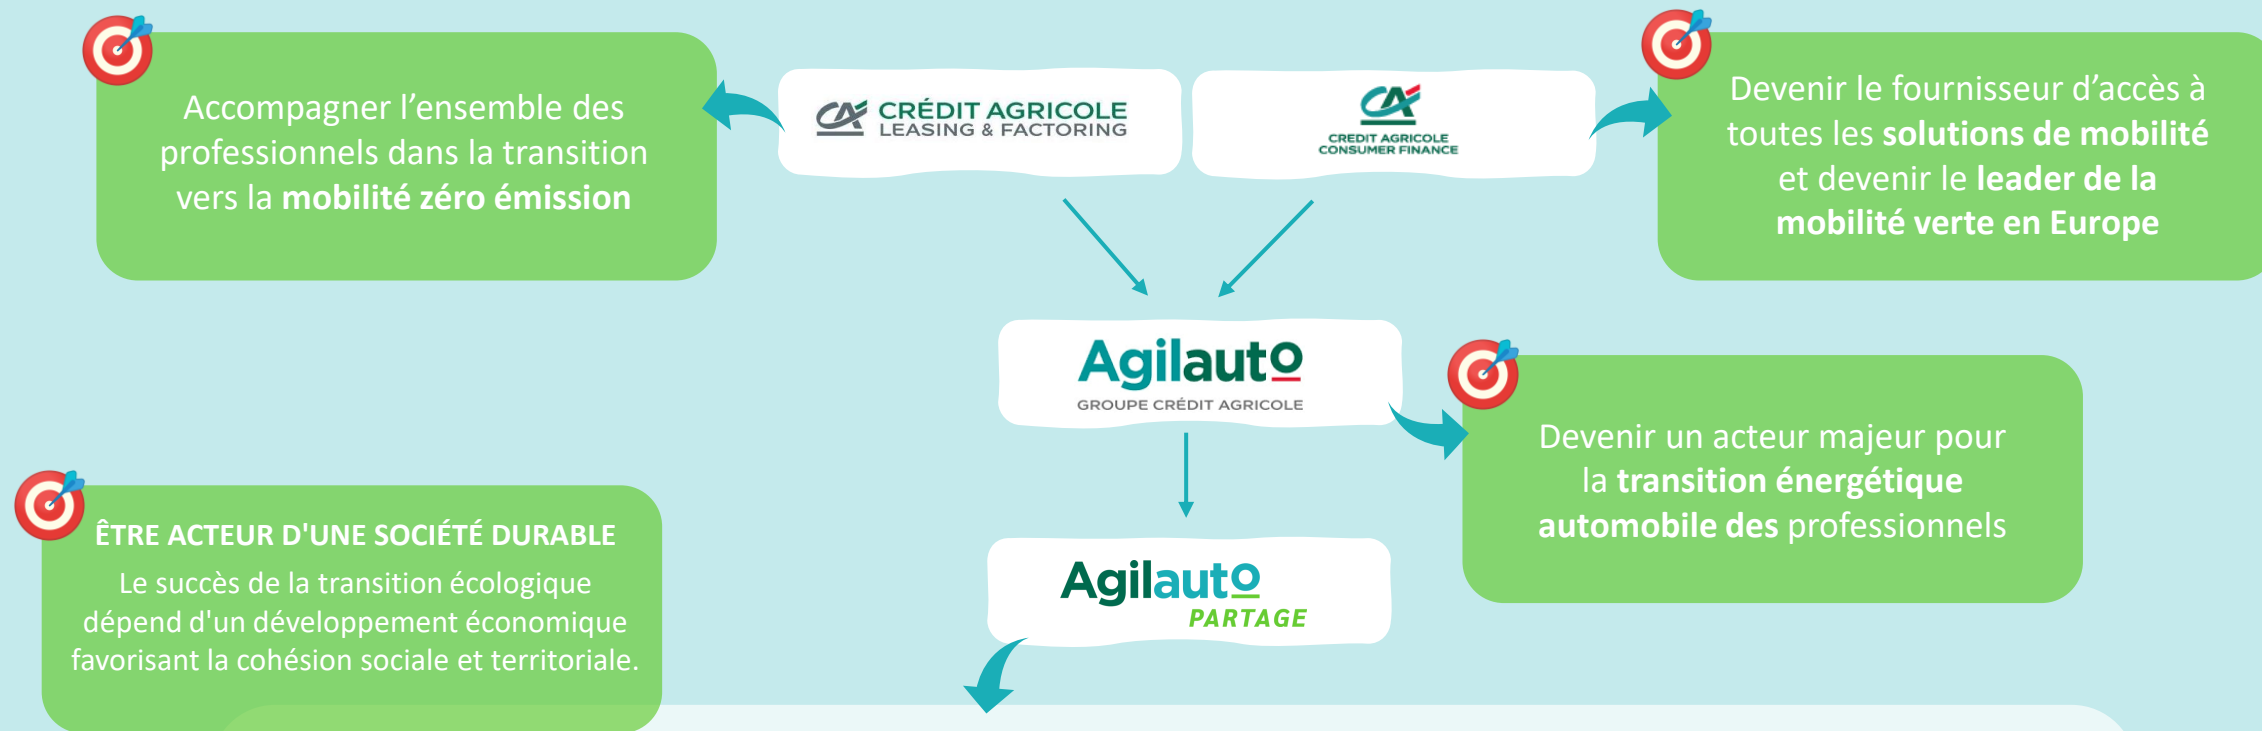 Accompagner l’ensemble des
professionnels dans la transition
vers la mobilité zéro émission
CRÉDIT AGRICOLE
LEASING & FACTORING
CREDIT AGRICOLE
CONSUMER FINANCE
Devenir le fournisseur d’accès à
toutes les solutions de mobilité
et devenir le leader de la
mobilité verte en Europe
Agilauto
GROUPE CRÉDIT AGRICOLE
Devenir un acteur majeur pour
la transition énergétique
automobile des professionnels
ÊTRE ACTEUR D'UNE SOCIÉTÉ DURABLE
Le succès de la transition écologique
dépend d'un développement économique
favorisant la cohésion sociale et territoriale.
Agilauto
PARTAGE